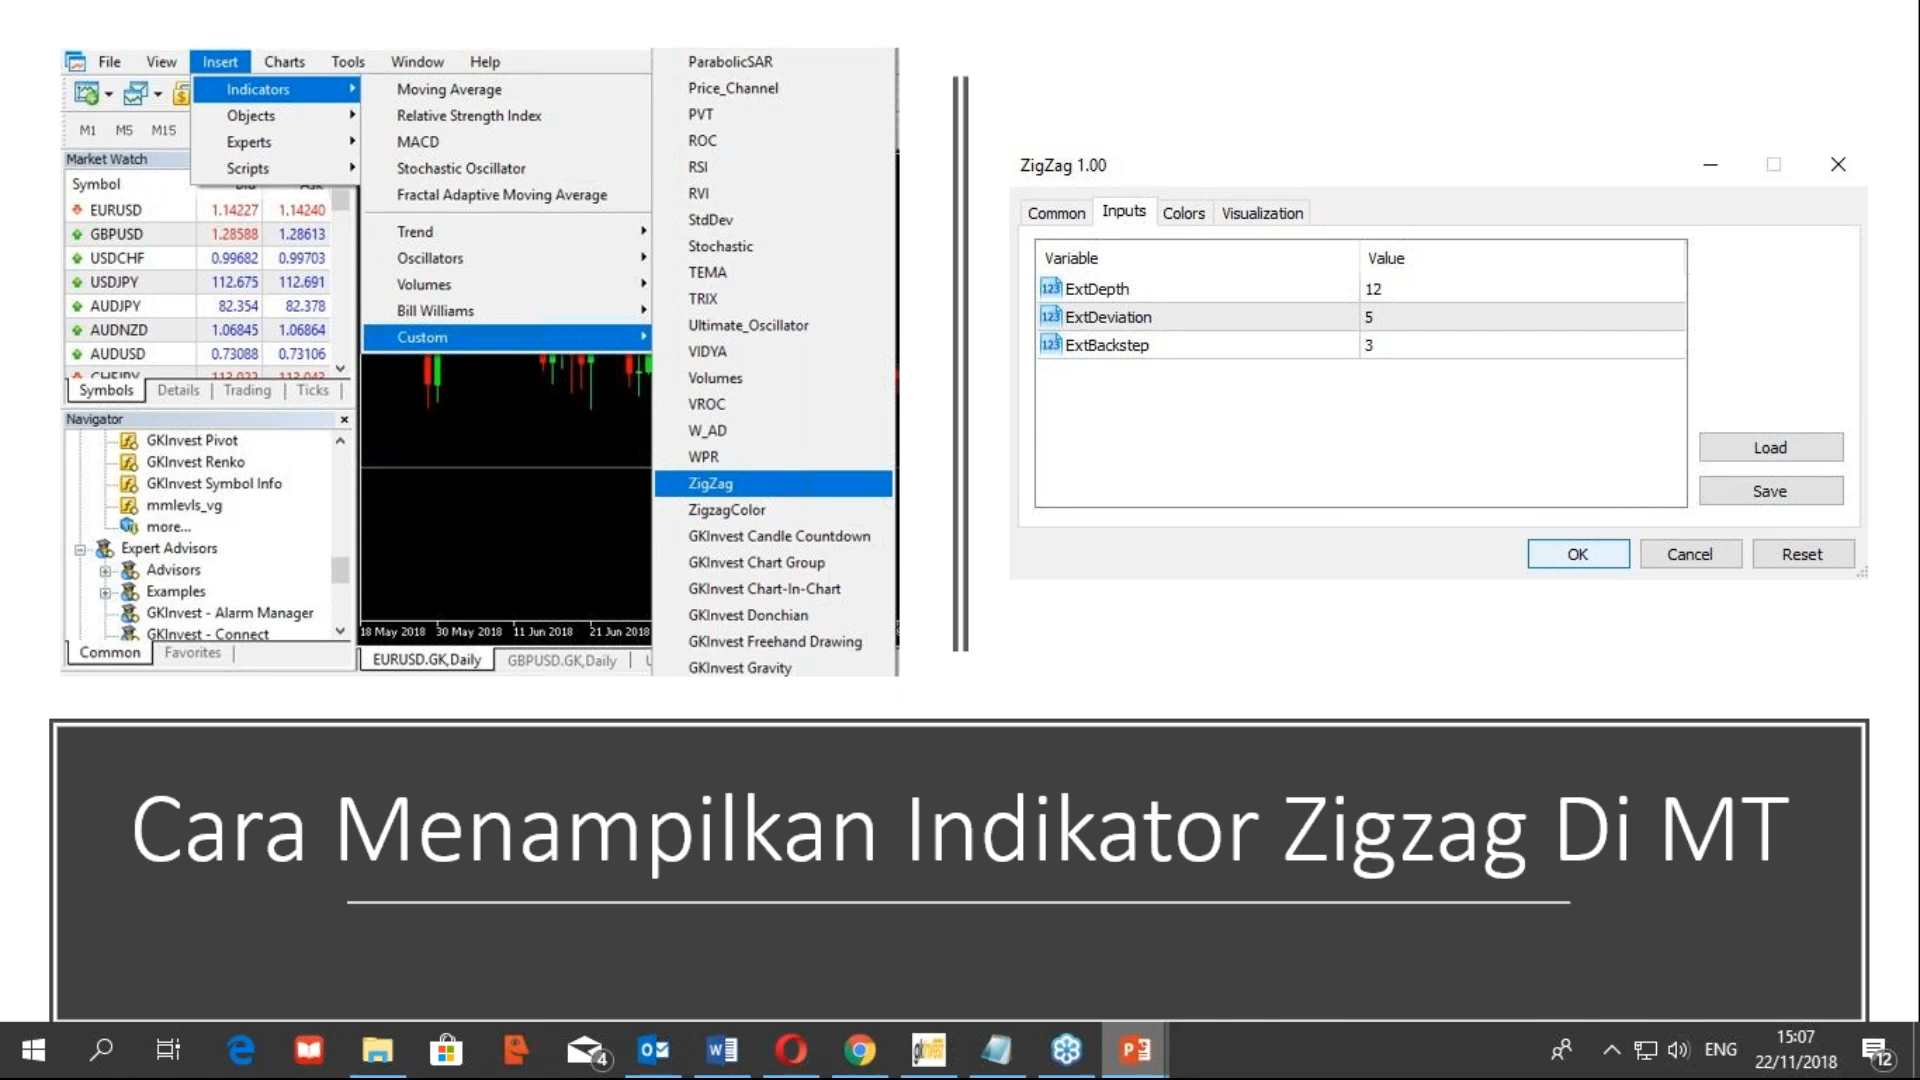 File View Insert Charts Tools Window Help
Indicators
Objects
Experts
Scripts
M1 M5 M15
Market Watch
Symbol
EURUSD 1.14227 1.14240
GBPUSD 1.28588 1.28613
USDCHF 0.99682 0.99703
USDJPY 112.675 112.691
AUDJPY 82.354 82.378
AUDNZD 1.06845 1.06864
AUDUSD 0.73088 0.73106
Symbols Details Trading Ticks
Navigator
GKInvest Pivot
GKInvest Renko
GKInvest Symbol Info
mmlevls_vg
more...
Expert Advisors
Advisors
Examples
GKInvest - Alarm Manager
GKInvest - Connect
Common Favorites
Moving Average
Relative Strength Index
MACD
Stochastic Oscillator
Fractal Adaptive Moving Average
Trend
Oscillators
Volumes
Bill Williams
Custom
18 May 2018 30 May 2018 11 Jun 2018 21 Jun 2018
EURUSD.GK,Daily GBPUSD.GK,Daily
ParabolicSAR
Price_Channel
PVT
ROC
RSI
RVI
StdDev
Stochastic
TEMA
TRIX
Ultimate_Oscillator
VIDYA
Volumes
VROC
W_AD
WPR
ZigZag
ZigzagColor
GKInvest Candle Countdown
GKInvest Chart Group
GKInvest Chart-In-Chart
GKInvest Donchian
GKInvest Freehand Drawing
GKInvest Gravity
ZigZag 1.00
Common Inputs Colors Visualization
Variable Value
ExtDepth 12
ExtDeviation 5
ExtBackstep 3
Load
Save
OK Cancel Reset
Cara Menampilkan Indikator Zigzag Di MT
4
ENG
15:07
22/11/2018
12